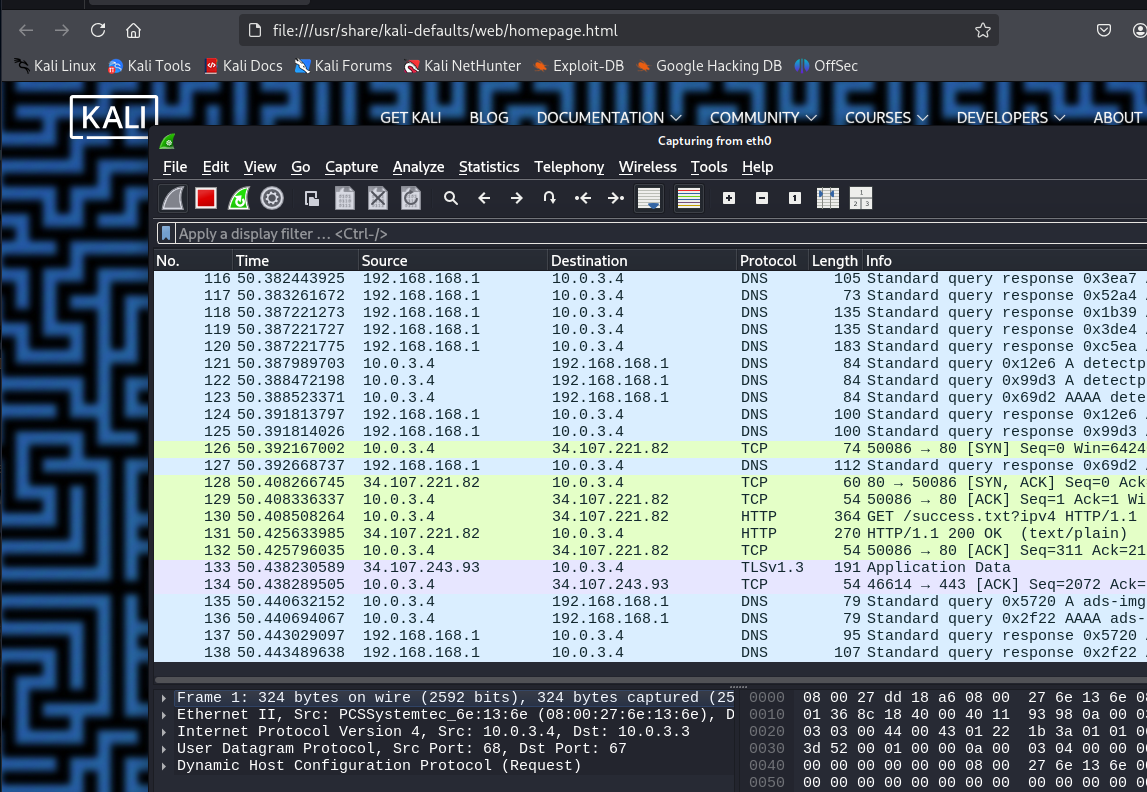 file:///usr/share/kali-defaults/web/homepage.html
Kali Linux Kali Tools Kali Docs Kali Forums Kali NetHunter Exploit-DB Google Hacking DB OffSec
KALI GET KALI BLOG DOCUMENTATION COMMUNITY COURSES DEVELOPERS ABOUT
Capturing from eth0
File Edit View Go Capture Analyze Statistics Telephony Wireless Tools Help
Apply a display filter … <Ctrl-/>
No. Time Source Destination Protocol Length Info
116 50.382443925 192.168.168.1 10.0.3.4 DNS 105 Standard query response 0x3ea7
117 50.383261672 192.168.168.1 10.0.3.4 DNS 73 Standard query response 0x52a4
118 50.387221273 192.168.168.1 10.0.3.4 DNS 135 Standard query response 0x1b39
119 50.387221727 192.168.168.1 10.0.3.4 DNS 135 Standard query response 0x3de4
120 50.387221775 192.168.168.1 10.0.3.4 DNS 183 Standard query response 0xc5ea
121 50.387989703 10.0.3.4 192.168.168.1 DNS 84 Standard query 0x12e6 A detectp
122 50.388472198 10.0.3.4 192.168.168.1 DNS 84 Standard query 0x99d3 A detectp
123 50.388523371 10.0.3.4 192.168.168.1 DNS 84 Standard query 0x69d2 AAAA dete
124 50.391813797 192.168.168.1 10.0.3.4 DNS 100 Standard query response 0x12e6
125 50.391814026 192.168.168.1 10.0.3.4 DNS 100 Standard query response 0x99d3
126 50.392167002 10.0.3.4 34.107.221.82 TCP 74 50086 → 80 [SYN] Seq=0 Win=6424
127 50.392668737 192.168.168.1 10.0.3.4 DNS 112 Standard query response 0x69d2
128 50.408266745 34.107.221.82 10.0.3.4 TCP 60 80 → 50086 [SYN, ACK] Seq=0 Ack
129 50.408336337 10.0.3.4 34.107.221.82 TCP 54 50086 → 80 [ACK] Seq=1 Ack=1 Wi
130 50.408508264 10.0.3.4 34.107.221.82 HTTP 364 GET /success.txt?ipv4 HTTP/1.1
131 50.425633985 34.107.221.82 10.0.3.4 HTTP 270 HTTP/1.1 200 OK (text/plain)
132 50.425796035 10.0.3.4 34.107.221.82 TCP 54 50086 → 80 [ACK] Seq=311 Ack=21
133 50.438230589 34.107.243.93 10.0.3.4 TLSv1.3 191 Application Data
134 50.438289505 10.0.3.4 34.107.243.93 TCP 54 46614 → 443 [ACK] Seq=2072 Ack=
135 50.440632152 10.0.3.4 192.168.168.1 DNS 79 Standard query 0x5720 A ads-img
136 50.440694067 10.0.3.4 192.168.168.1 DNS 79 Standard query 0x2f22 AAAA ads-
137 50.443029097 192.168.168.1 10.0.3.4 DNS 95 Standard query response 0x5720
138 50.443489638 192.168.168.1 10.0.3.4 DNS 107 Standard query response 0x2f22
Frame 1: 324 bytes on wire (2592 bits), 324 bytes captured (25
Ethernet II, Src: PCSSystemtec_6e:13:6e (08:00:27:6e:13:6e), D
Internet Protocol Version 4, Src: 10.0.3.4, Dst: 10.0.3.3
User Datagram Protocol, Src Port: 68, Dst Port: 67
Dynamic Host Configuration Protocol (Request)
0000 08 00 27 dd 18 a6 08 00 27 6e 13 6e 08
0010 01 36 8c 18 40 00 40 11 93 98 0a 00 03
0020 03 03 00 44 00 43 01 22 1b 3a 01 01 06
0030 3d 52 00 01 00 00 0a 00 03 04 00 00 00
0040 00 00 00 00 00 00 08 00 27 6e 13 6e 00
0050 00 00 00 00 00 00 00 00 00 00 00 00 00